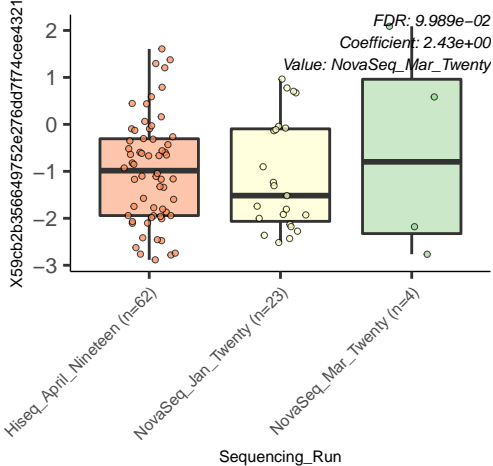 FDR: 9.989e−02
Coefficient: 2.43e+00
Value: NovaSeq_Mar_Twenty
X59cb2b356649752e276dd7f74cee4321
2
1
0
−1
−2
−3
Hiseq_April_Nineteen (n=62)
NovaSeq_Jan_Twenty (n=23)
NovaSeq_Mar_Twenty (n=4)
Sequencing_Run